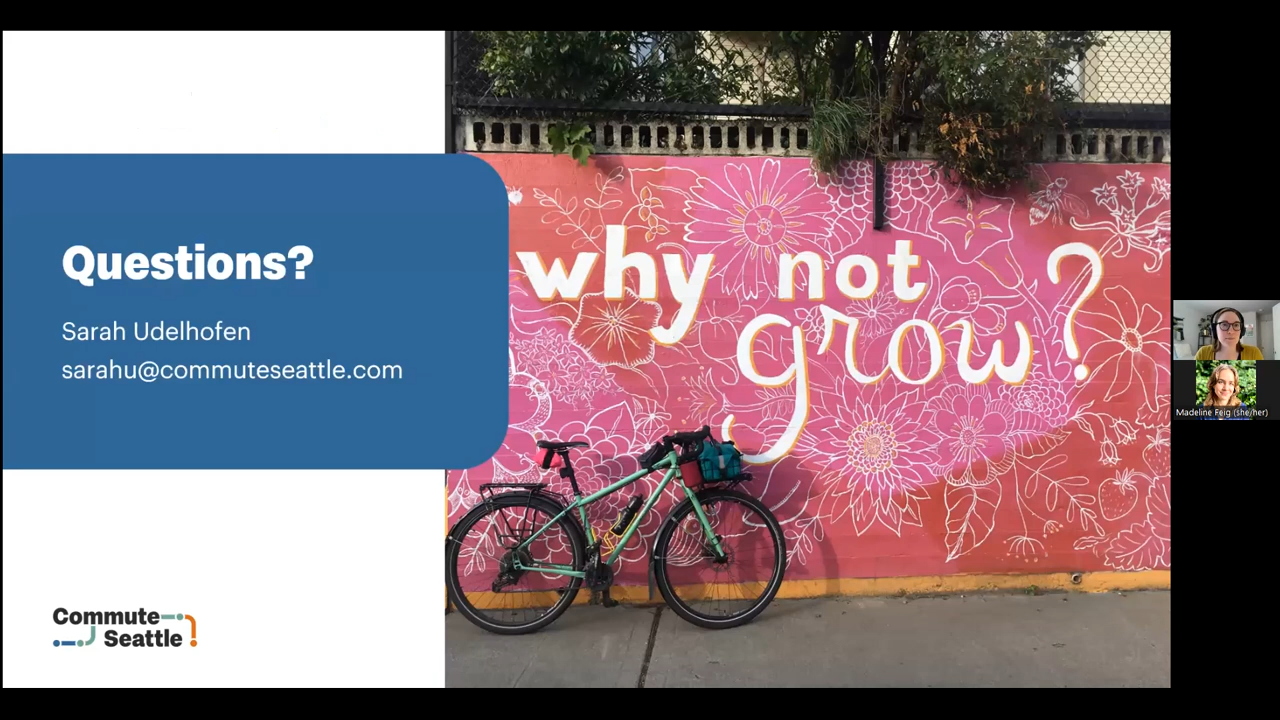 Questions?
Sarah Udelhofen
sarahu@commuteseattle.com
Commute
Seattle
why not
grow?
Madeline Feig (she/her)